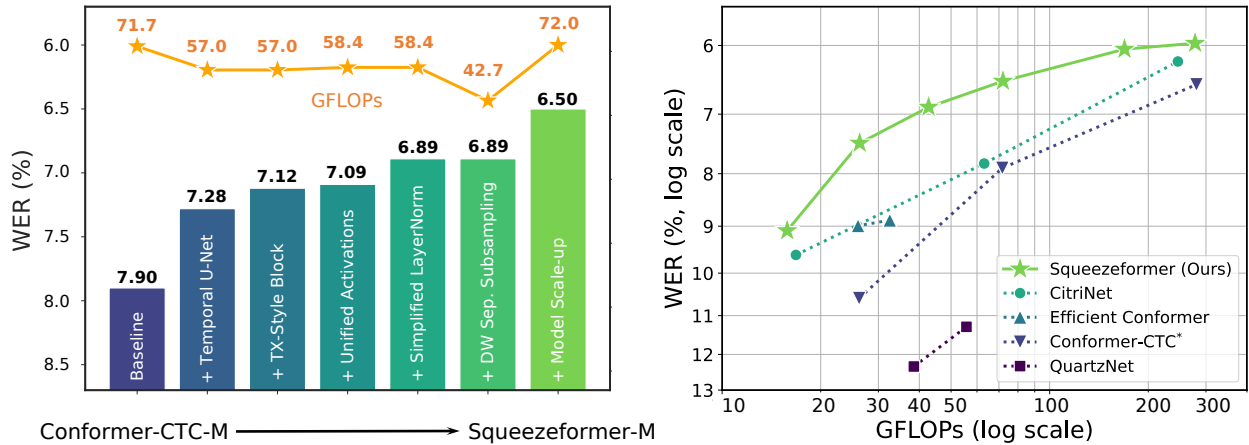 71.7
57.0
57.0
58.4
58.4
42.7
72.0
GFLOPs
WER (%)
6.0
6.5
7.0
7.5
8.0
8.5
7.90
7.28
7.12
7.09
6.89
6.89
6.50
Baseline
+ Temporal U-Net
+ TX-Style Block
+ Unified Activations
+ Simplified LayerNorm
+ DW Sep. Subsampling
+ Model Scale-up
Conformer-CTC-M
Squeezeformer-M
WER (%, log scale)
6
7
8
9
10
11
12
13
Squeezeformer (Ours)
CitriNet
Efficient Conformer
Conformer-CTC*
QuartzNet
10
20
30
40
50
100
200
300
GFLOPs (log scale)